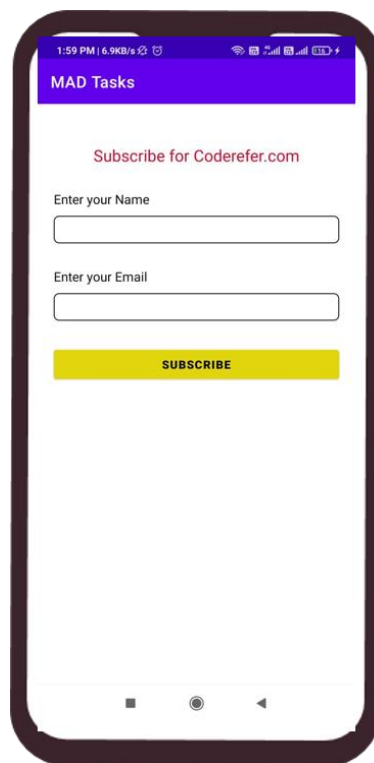 1:59 PM | 6.9KB/s
MAD Tasks
Subscribe for Coderefer.com
Enter your Name
Enter your Email
SUBSCRIBE